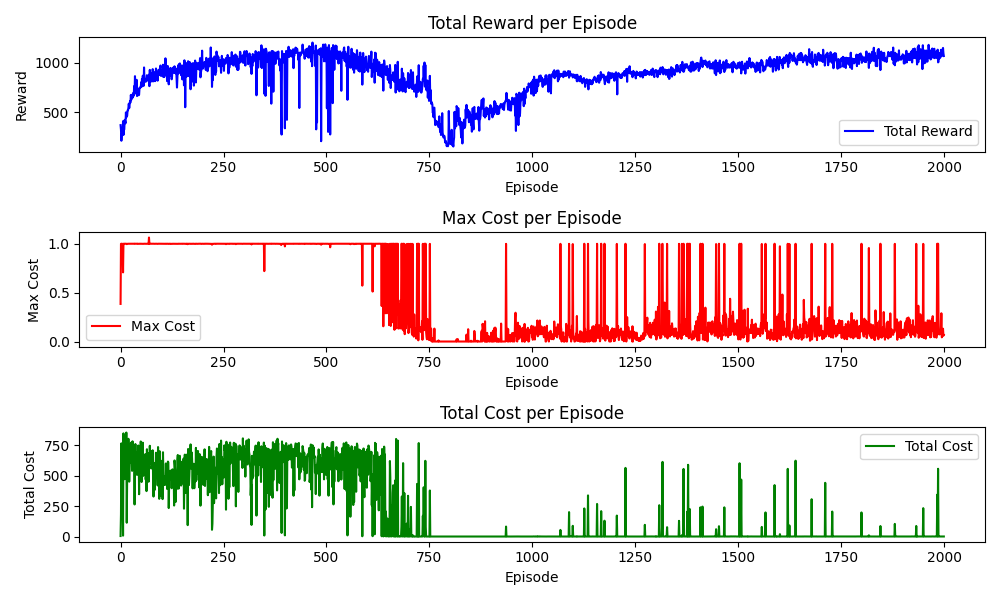 Total Reward per Episode
Reward
1000
500
Total Reward
0 250 500 750 1000 1250 1500 1750 2000
Episode
Max Cost per Episode
Max Cost
1.0
0.5
0.0
Max Cost
0 250 500 750 1000 1250 1500 1750 2000
Episode
Total Cost per Episode
Total Cost
750
500
250
0
Total Cost
0 250 500 750 1000 1250 1500 1750 2000
Episode